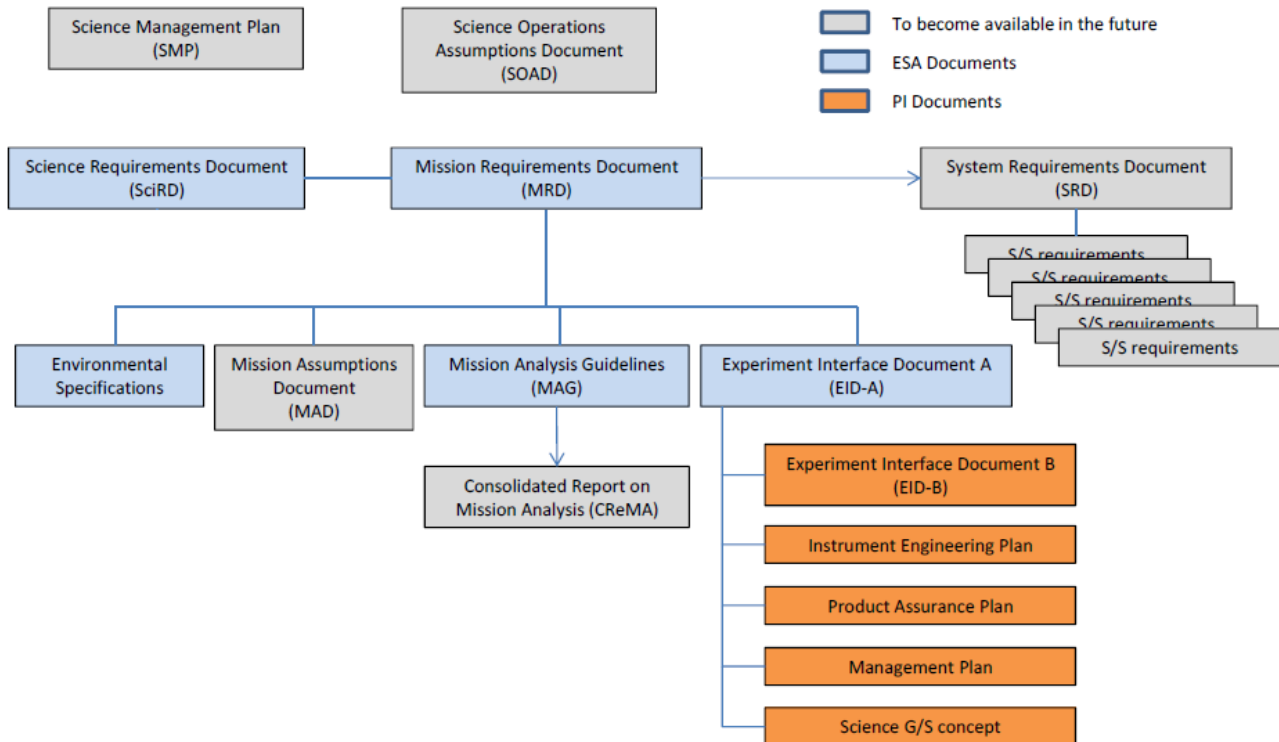 Science Management Plan
(SMP)
Science Operations
Assumptions Document
(SOAD)
To become available in the future
ESA Documents
PI Documents
Science Requirements Document
(SciRD)
Mission Requirements Document
(MRD)
System Requirements Document
(SRD)
S/S requirements
S/S requirements
S/S requirements
S/S requirements
S/S requirements
Environmental
Specifications
Mission Assumptions
Document
(MAD)
Mission Analysis Guidelines
(MAG)
Experiment Interface Document A
(EID-A)
Consolidated Report on
Mission Analysis (CReMA)
Experiment Interface Document B
(EID-B)
Instrument Engineering Plan
Product Assurance Plan
Management Plan
Science G/S concept